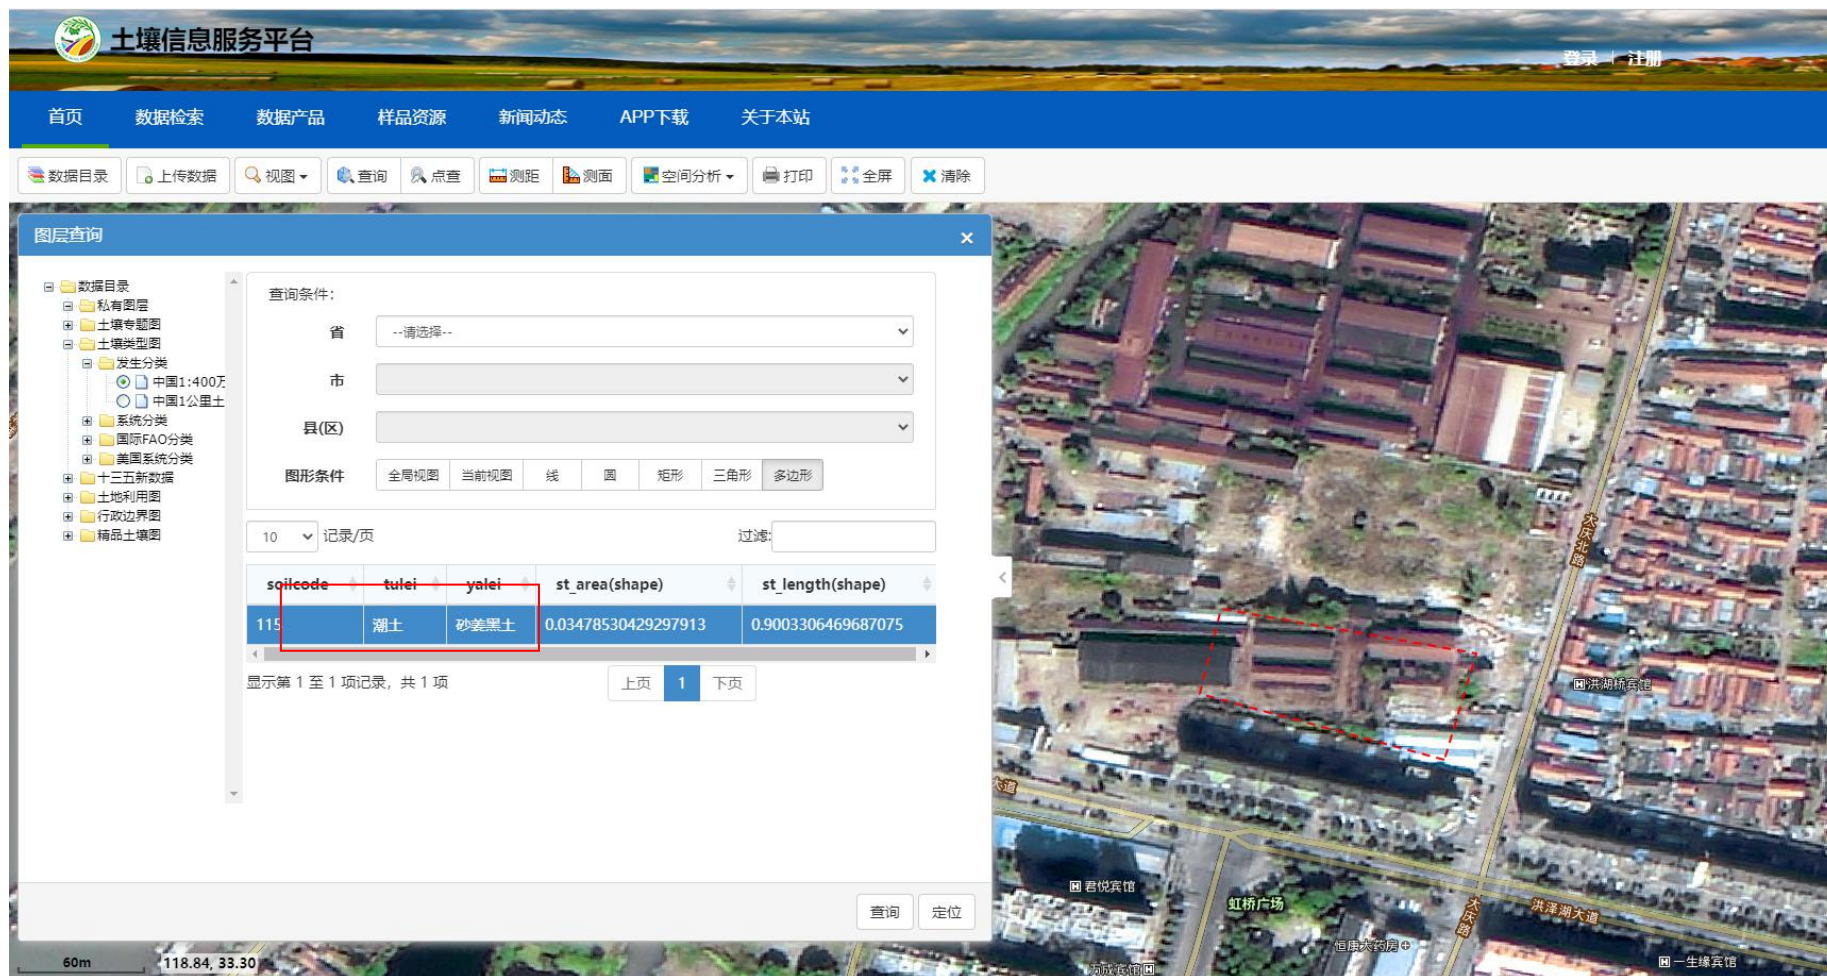 土壤信息服务平台
登录 | 注册
首页 数据检索 数据产品 样品资源 新闻动态 APP下载 关于本站
数据目录 上传数据 视图 查询 点查 测距 测面 空间分析 打印 全屏 清除
图层查询 ×
数据目录
私有图层
土壤专题图
土壤类型图
发生分类
中国1:400万
中国1公里土
系统分类
国际FAO分类
美国系统分类
十三五新数据
土地利用图
行政边界图
精品土壤图
查询条件：
省 --请选择--
市
县(区)
图形条件 全局视图 当前视图 线 圆 矩形 三角形 多边形
10 记录/页 过滤:
soilcode tulei yalei st_area(shape) st_length(shape)
115 潮土 砂姜黑土 0.03478530429297913 0.9003306469687075
显示第 1 至 1 项记录，共 1 项 上页 1 下页
查询 定位
大庆北路
洪湖桥宾馆
大道
君悦宾馆
虹桥广场
大庆路
洪泽湖大道
恒康大药房
万成宾馆
一生缘宾馆
60m 118.84, 33.30